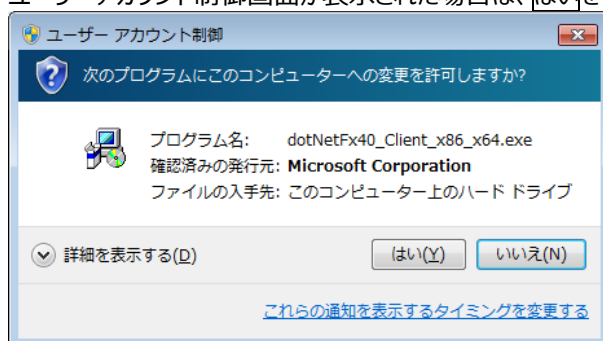 ユーザーアカウント制御画面が表示された場合は、はいを
ユーザー アカウント制御
次のプログラムにこのコンピューターへの変更を許可しますか?
プログラム名: dotNetFx40_Client_x86_x64.exe
確認済みの発行元: Microsoft Corporation
ファイルの入手先: このコンピューター上のハード ドライブ
詳細を表示する(D) はい(Y) いいえ(N)
これらの通知を表示するタイミングを変更する